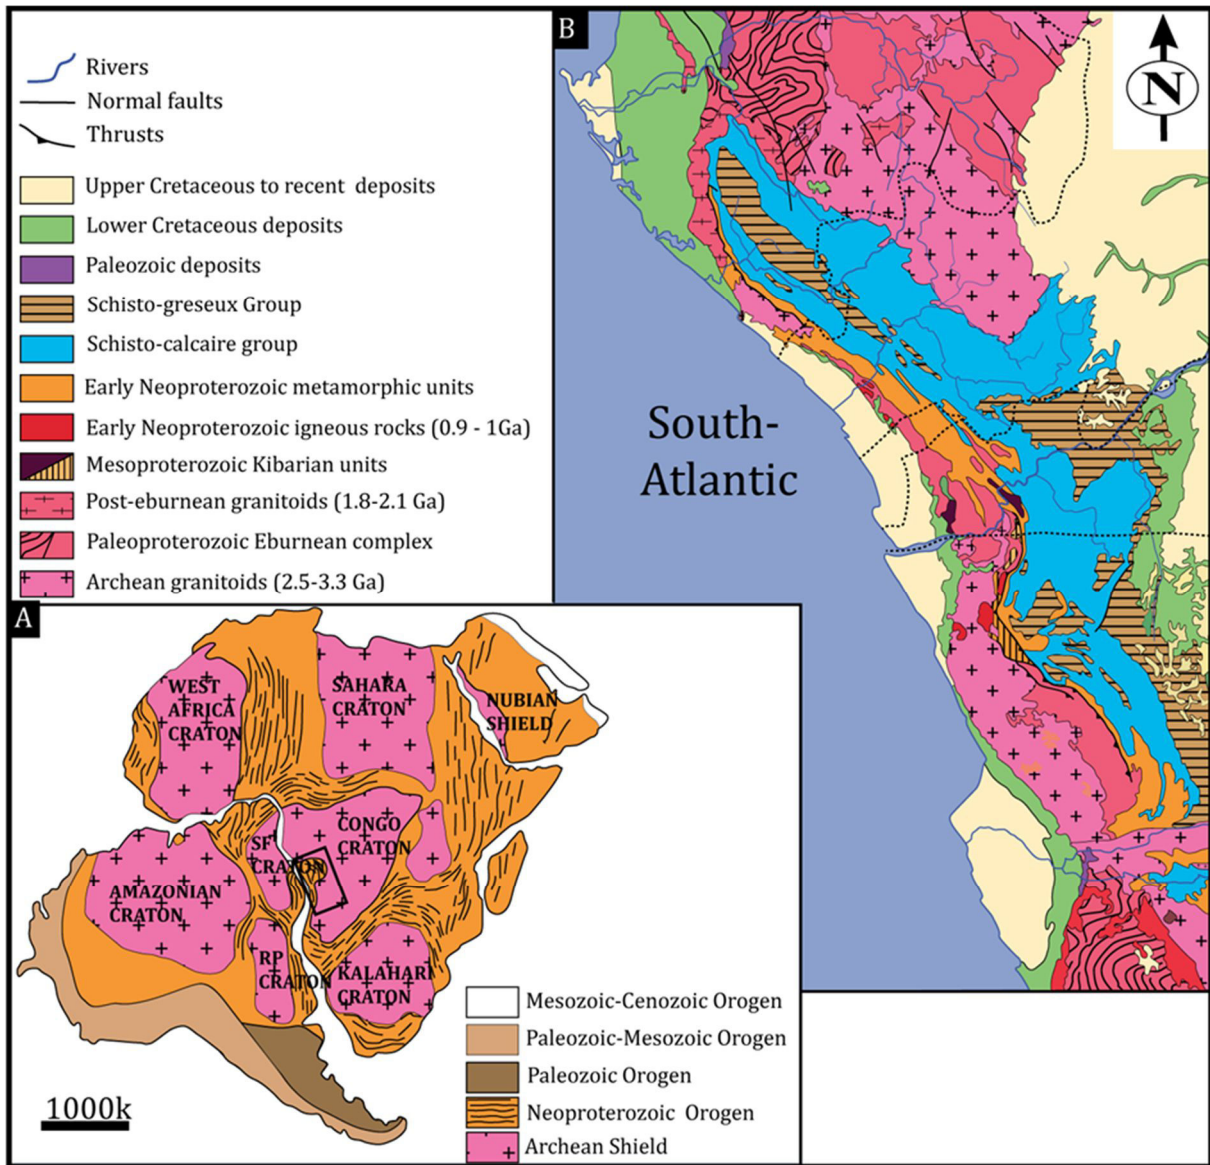 Rivers
Normal faults
Thrusts
Upper Cretaceous to recent deposits
Lower Cretaceous deposits
Paleozoic deposits
Schisto-greseux Group
Schisto-calcaire group
Early Neoproterozoic metamorphic units
Early Neoproterozoic igneous rocks (0.9 - 1Ga)
Mesoproterozoic Kibarian units
Post-eburnean granitoids (1.8-2.1 Ga)
Paleoproterozoic Eburnean complex
Archean granitoids (2.5-3.3 Ga)
B
N
South-
Atlantic
A
WEST
AFRICA
CRATON
SAHARA
CRATON
NUBIAN
SHIELD
CONGO
CRATON
SF
CRATON
AMAZONIAN
CRATON
RP
CRATON
KALAHARI
CRATON
Mesozoic-Cenozoic Orogen
Paleozoic-Mesozoic Orogen
Paleozoic Orogen
Neoproterozoic Orogen
Archean Shield
1000k